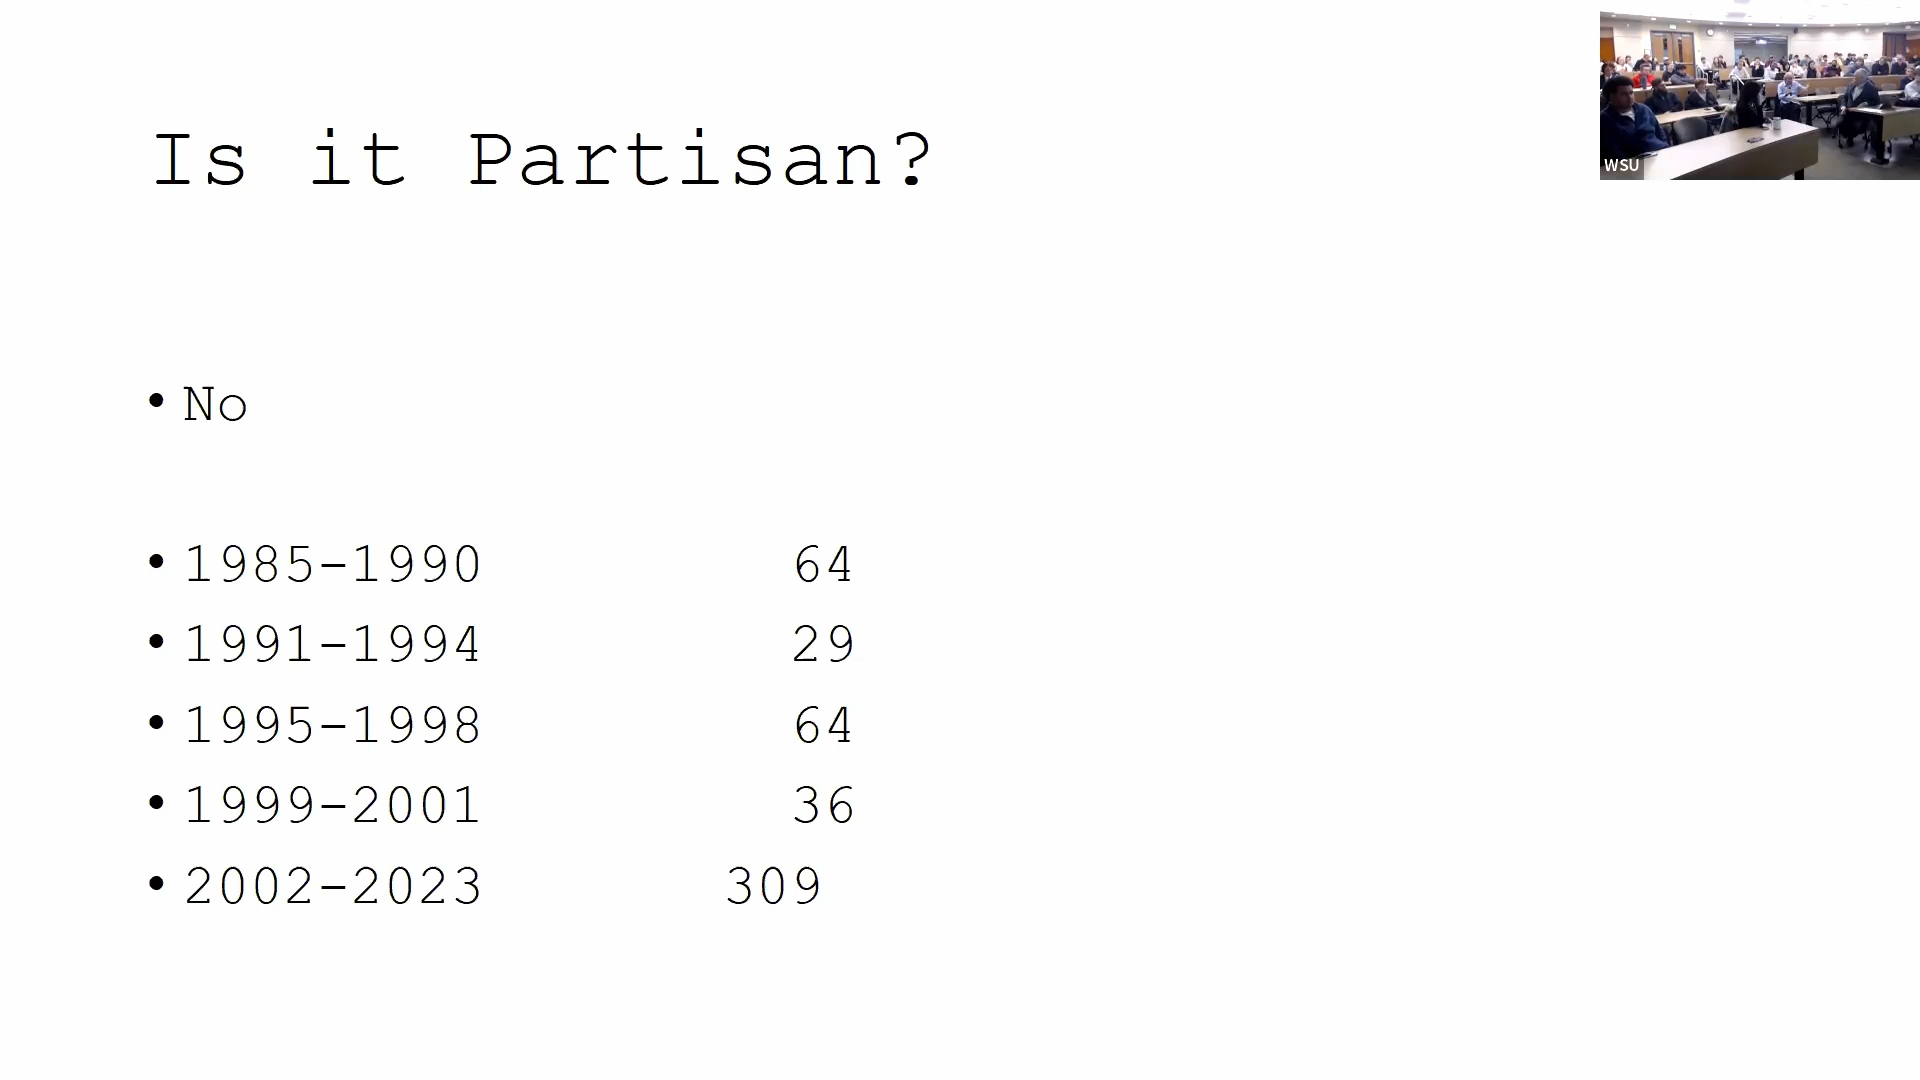 Is it Partisan?
WSU
• No
• 1985-1990 64
• 1991-1994 29
• 1995-1998 64
• 1999-2001 36
• 2002-2023 309